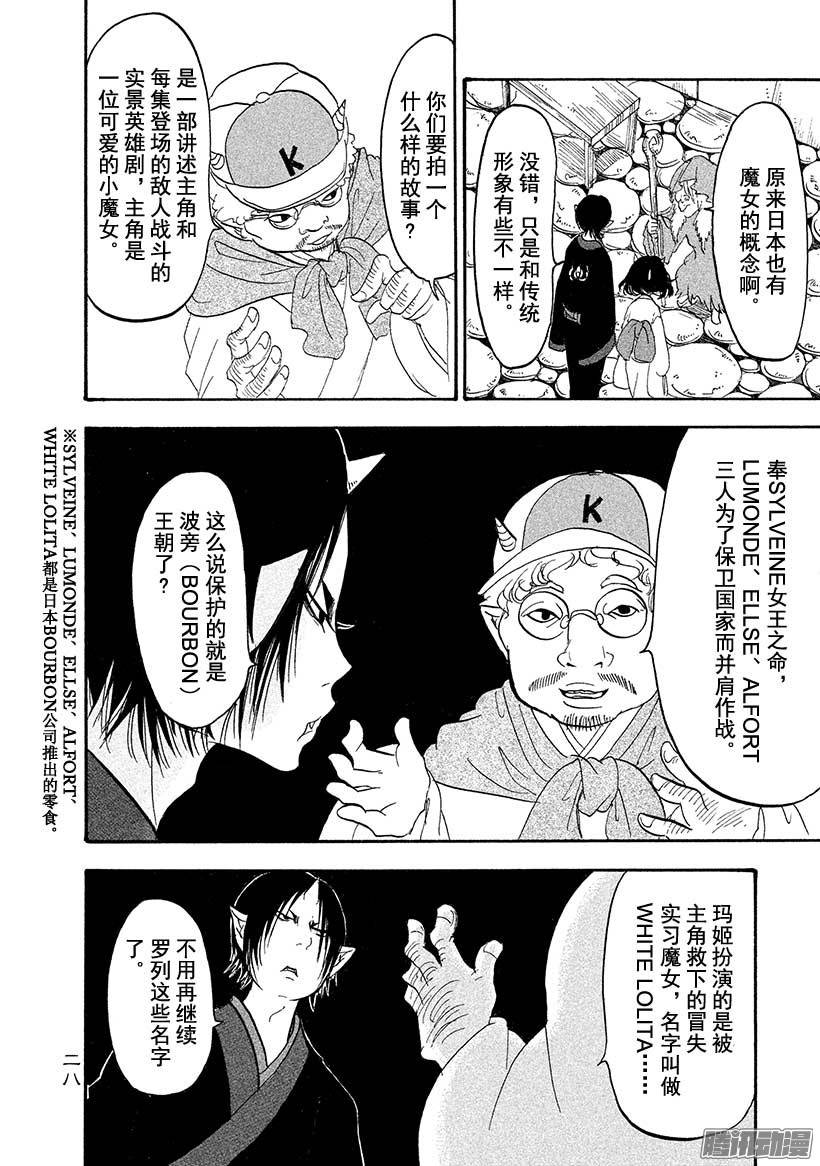 原来日本也有
魔女的概念啊。
没错，只是和传统
形象有些不一样。
你们要拍一个
什么样的故事？
K
是一部讲述主角和
每集登场的敌人战斗的
实景英雄剧，主角是
一位可爱的小魔女。
奉SYLVEINE女王之命，
LUMONDE、ELLSE、ALFORT
三人为了保卫国家而并肩作战。
K
这么说保护的就是
波旁（BOURBON）
王朝了？
※SYLVEINE、LUMONDE、ELLSE、ALFORT、
WHITE LOLITA都是日本BOURBON公司推出的零食。
玛姬扮演的是被
主角救下的冒失
实习魔女，名字叫做
WHITE LOLITA……
不用再继续
罗列这些名字
了。
二八
腾讯动漫